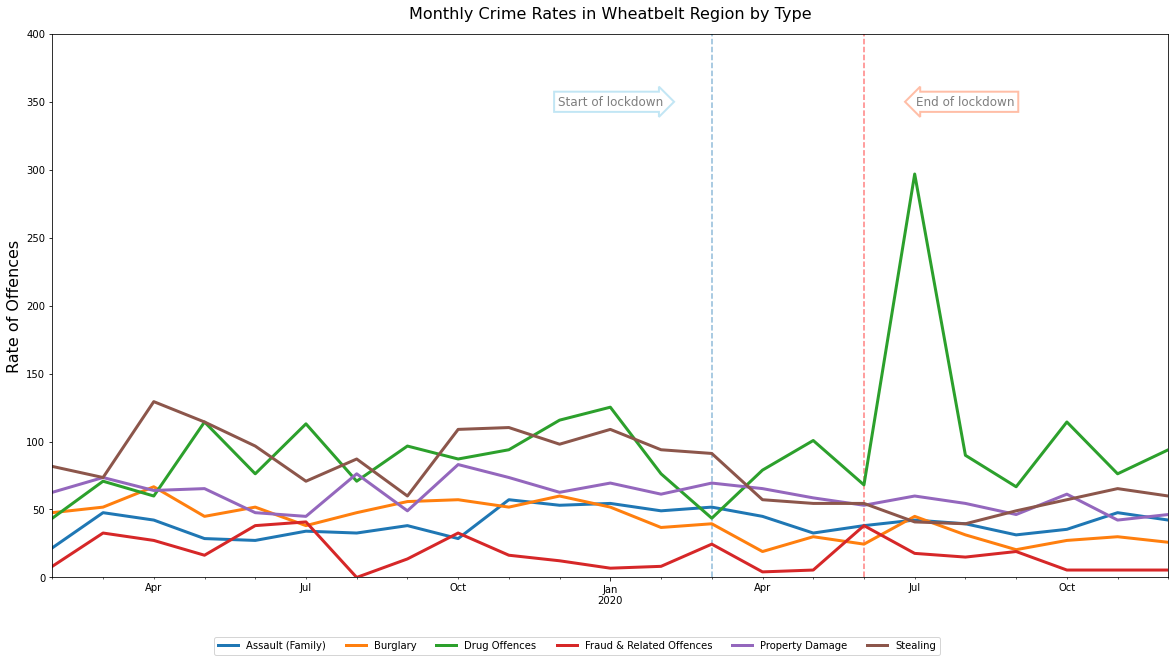 Monthly Crime Rates in Wheatbelt Region by Type
400
350
300
250
200
150
100
50
0
Rate of Offences
Start of lockdown
End of lockdown
Apr
Jul
Oct
Jan
2020
Apr
Jul
Oct
Assault (Family)
Burglary
Drug Offences
Fraud & Related Offences
Property Damage
Stealing